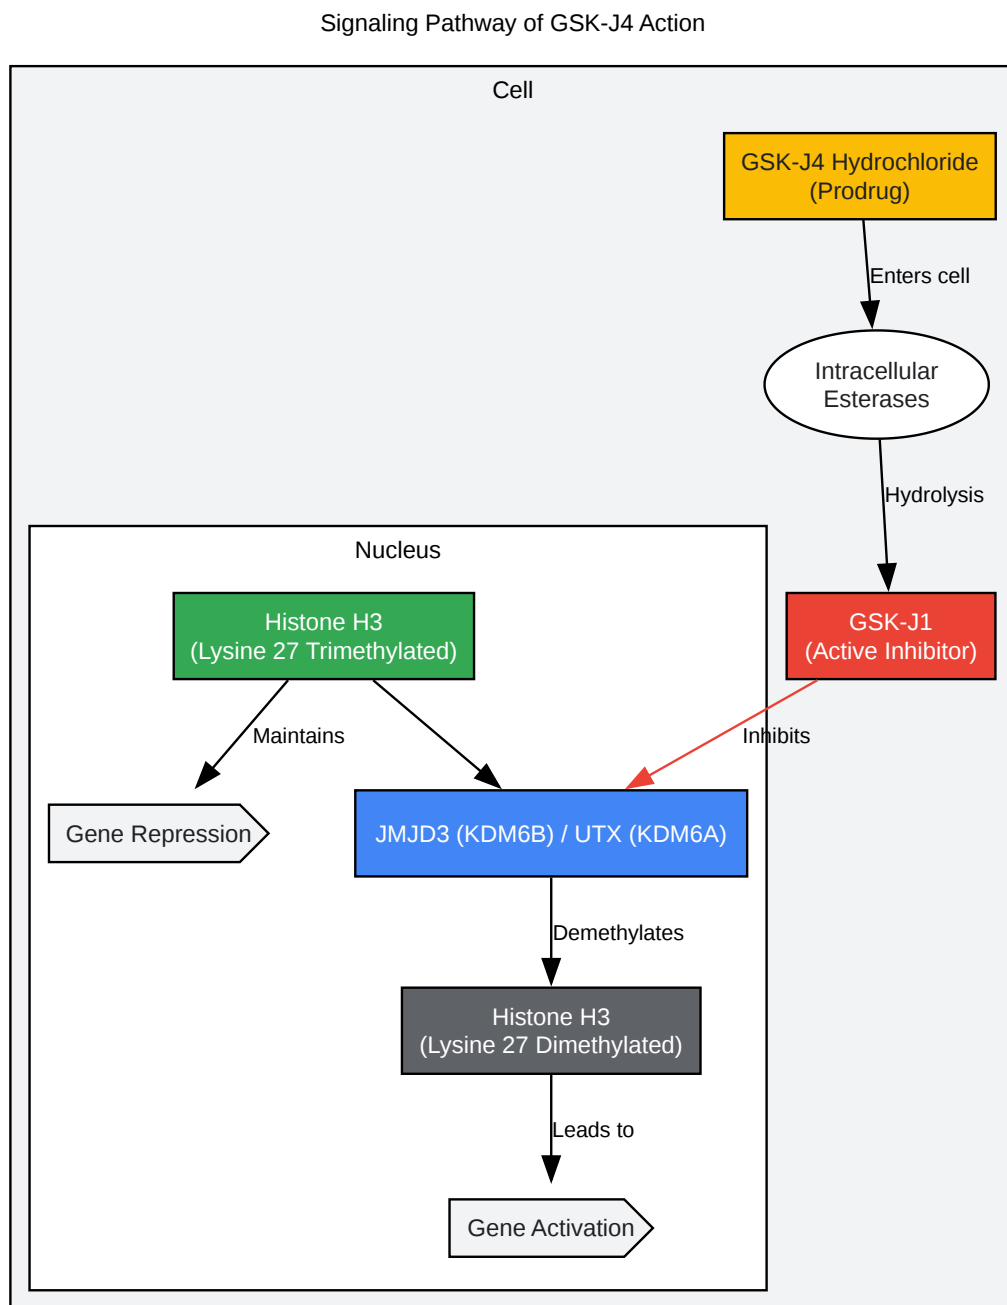 Signaling Pathway of GSK-J4 Action
Cell
GSK-J4 Hydrochloride
(Prodrug)
Enters cell
Intracellular
Esterases
Hydrolysis
Nucleus
Histone H3
(Lysine 27 Trimethylated)
GSK-J1
(Active Inhibitor)
Maintains
Inhibits
Gene Repression
JMJD3 (KDM6B) / UTX (KDM6A)
Demethylates
Histone H3
(Lysine 27 Dimethylated)
Leads to
Gene Activation